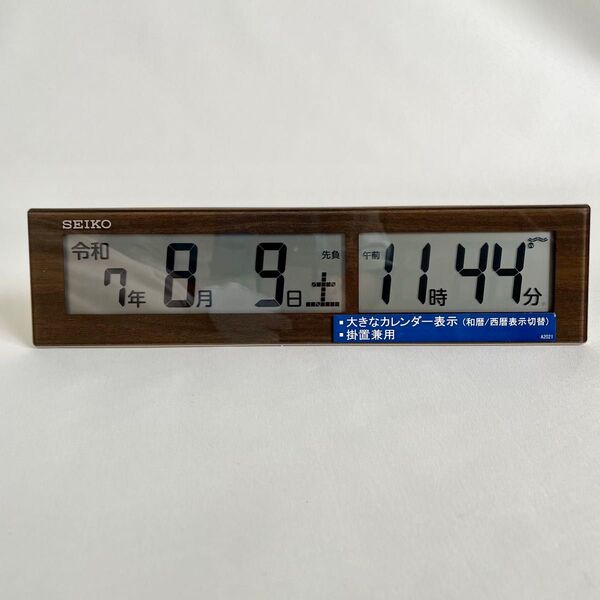 SEIKO
令和 7年 8月 9日 先負 土
午前 11時 44分
▪ 大きなカレンダー表示 (和暦/西暦表示切替)
▪ 掛置兼用
A2021